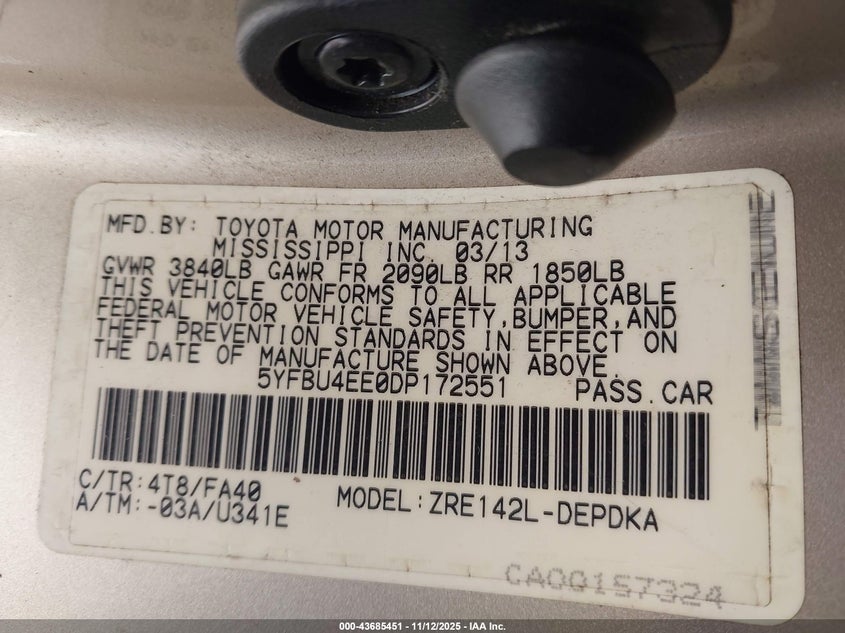 MFD.BY: TOYOTA MOTOR MANUFACTURING
MISSISSIPPI INC. 03/13
GVWR 3840LB GAWR FR 2090LB RR 1850LB
THIS VEHICLE CONFORMS TO ALL APPLICABLE
FEDERAL MOTOR VEHICLE SAFETY,BUMPER,AND
THEFT PREVENTION STANDARDS IN EFFECT ON
THE DATE OF MANUFACTURE SHOWN ABOVE.
5YFBU4EE0DP172551 PASS.CAR
C/TR:4T8/FA40
A/TM:-03A/U341E
MODEL:ZRE142L-DEPDKA
CA00157324
000-43685451 - 11/12/2025 - IAA Inc.